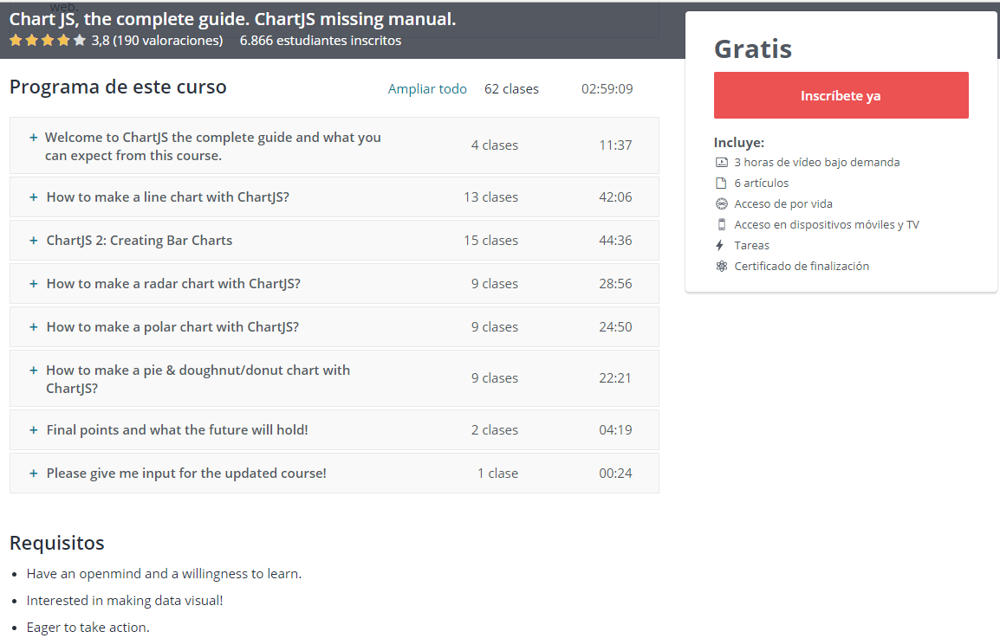 web.
Chart JS, the complete guide. ChartJS missing manual.
3,8 (190 valoraciones) 6.866 estudiantes inscritos
Programa de este curso Ampliar todo 62 clases 02:59:09
+ Welcome to ChartJS the complete guide and what you
can expect from this course. 4 clases 11:37
+ How to make a line chart with ChartJS? 13 clases 42:06
+ ChartJS 2: Creating Bar Charts 15 clases 44:36
+ How to make a radar chart with ChartJS? 9 clases 28:56
+ How to make a polar chart with ChartJS? 9 clases 24:50
+ How to make a pie & doughnut/donut chart with
ChartJS? 9 clases 22:21
+ Final points and what the future will hold! 2 clases 04:19
+ Please give me input for the updated course! 1 clase 00:24
Requisitos
• Have an openmind and a willingness to learn.
• Interested in making data visual!
• Eager to take action.
Gratis
Inscríbete ya
Incluye:
3 horas de vídeo bajo demanda
6 artículos
Acceso de por vida
Acceso en dispositivos móviles y TV
Tareas
Certificado de finalización